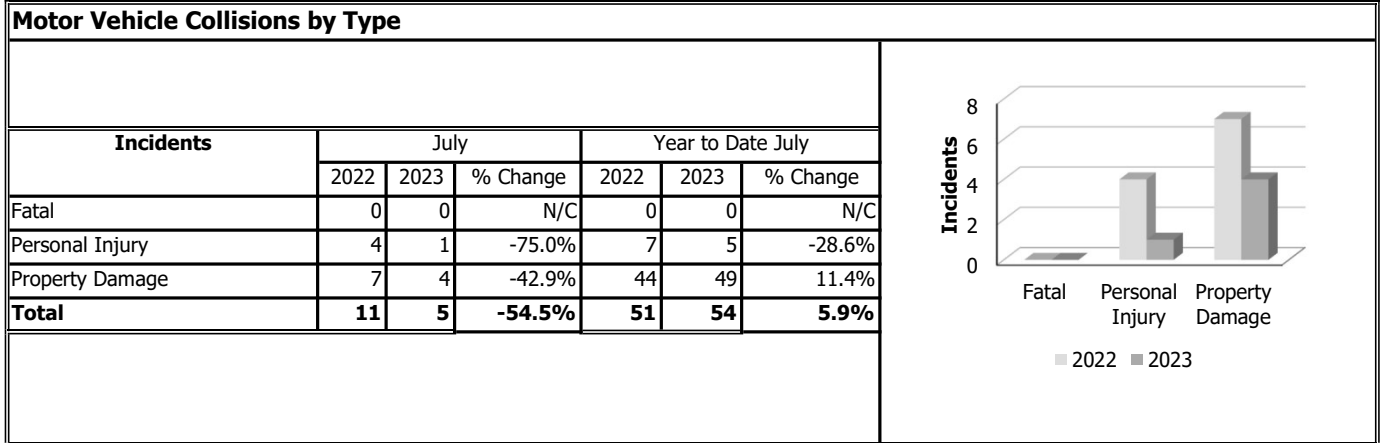 Motor Vehicle Collisions by Type
Incidents July Year to Date July
2022 2023 % Change 2022 2023 % Change
Fatal 0 0 N/C 0 0 N/C
Personal Injury 4 1 -75.0% 7 5 -28.6%
Property Damage 7 4 -42.9% 44 49 11.4%
Total 11 5 -54.5% 51 54 5.9%
Incidents
8
6
4
2
0
Fatal Personal Property
Injury Damage
2022 2023